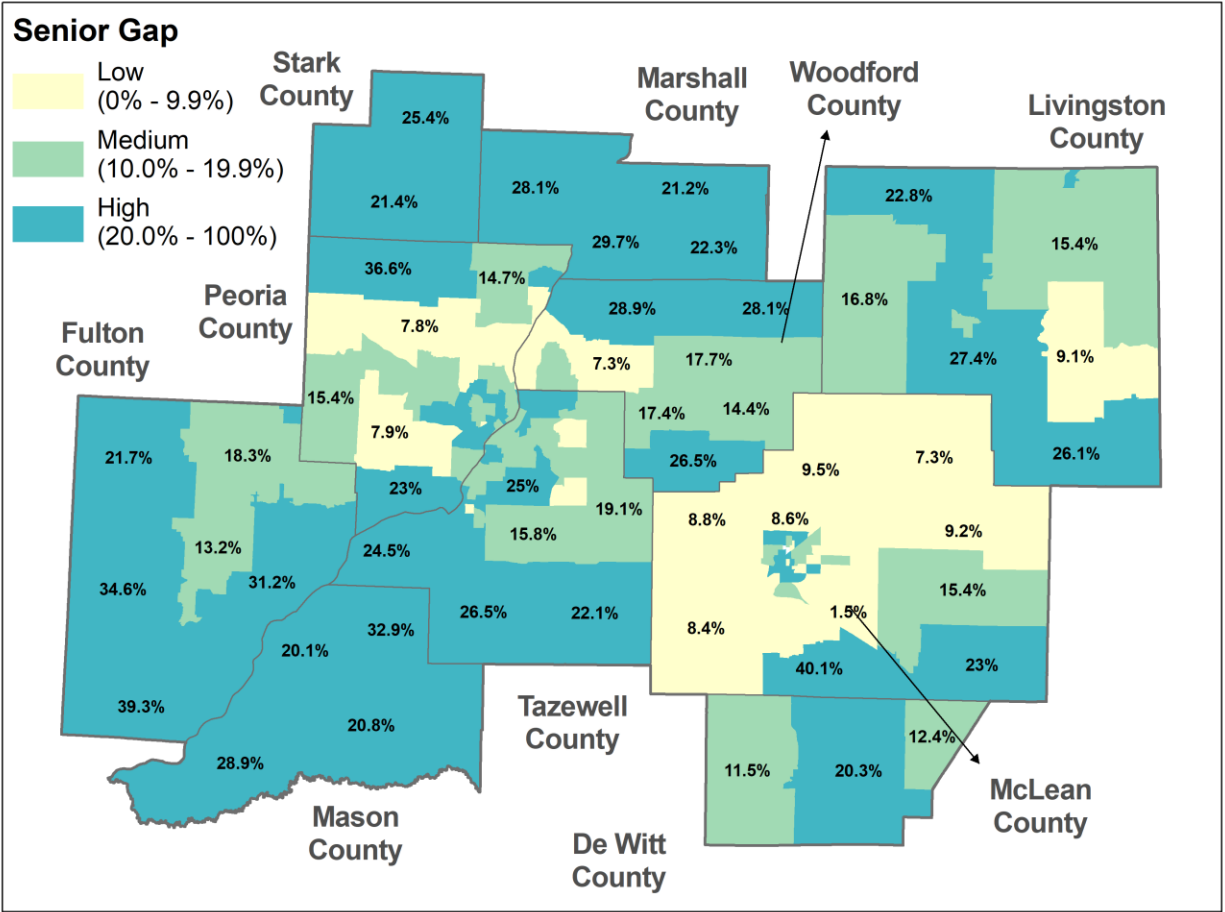 Senior Gap
Low
(0% - 9.9%)
Medium
(10.0% - 19.9%)
High
(20.0% - 100%)
Stark
County
Marshall
County
Woodford
County
Livingston
County
Peoria
County
Fulton
County
Tazewell
County
Mason
County
De Witt
County
McLean
County
25.4%
21.4%
28.1%
21.2%
29.7%
22.3%
22.8%
15.4%
36.6%
14.7%
16.8%
28.9%
28.1%
7.8%
7.3%
17.7%
27.4%
9.1%
15.4%
17.4%
14.4%
7.9%
21.7%
18.3%
26.5%
9.5%
7.3%
26.1%
23%
25%
19.1%
8.8%
8.6%
9.2%
13.2%
24.5%
15.8%
34.6%
31.2%
26.5%
22.1%
15.4%
8.4%
1.5%
32.9%
20.1%
40.1%
23%
39.3%
20.8%
12.4%
28.9%
11.5%
20.3%